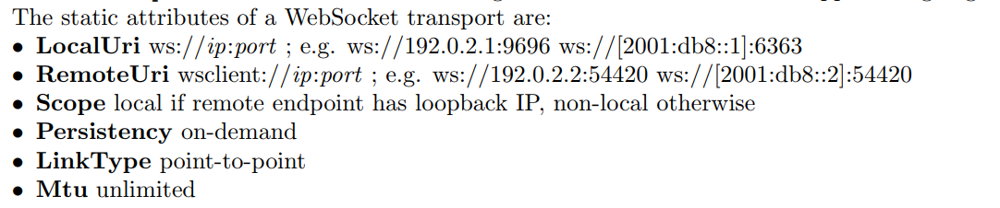 The static attributes of a WebSocket transport are:
• LocalUri ws://ip:port ; e.g. ws://192.0.2.1:9696 ws://[2001:db8::1]:6363
• RemoteUri wsclient://ip:port ; e.g. ws://192.0.2.2:54420 ws://[2001:db8::2]:54420
• Scope local if remote endpoint has loopback IP, non-local otherwise
• Persistency on-demand
• LinkType point-to-point
• Mtu unlimited